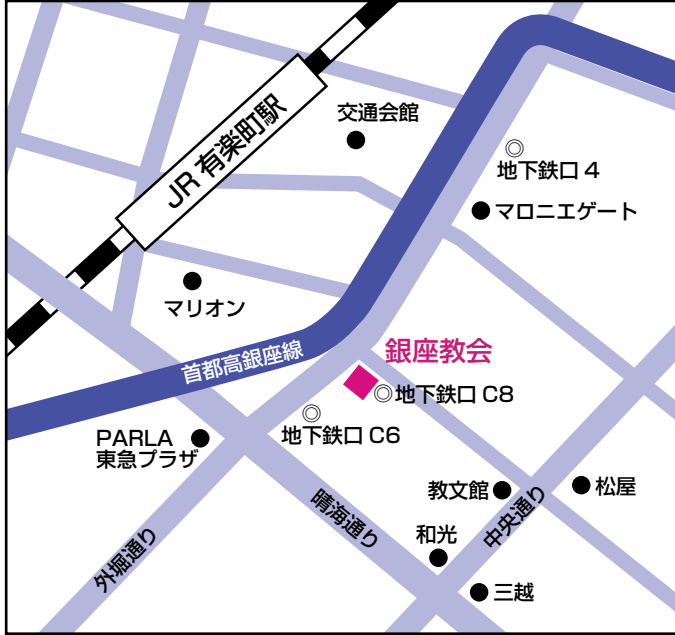 交通会館
JR 有楽町駅
地下鉄口 4
マロニエゲート
マリオン
首都高銀座線
銀座教会
地下鉄口 C8
地下鉄口 C6
PARLA
東急プラザ
教文館
松屋
中央通り
晴海通り
和光
外堀通り
三越